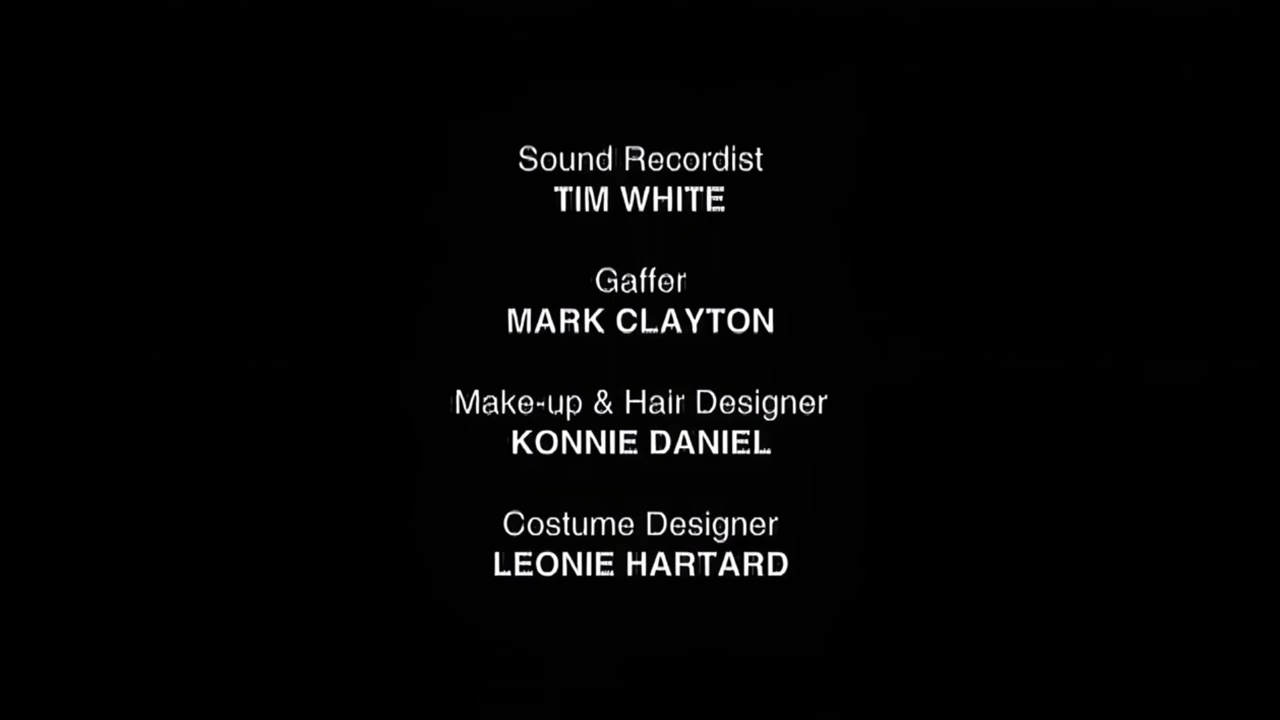 Sound Recordist
TIM WHITE
Gaffer
MARK CLAYTON
Make-up & Hair Designer
KONNIE DANIEL
Costume Designer
LEONIE HARTARD